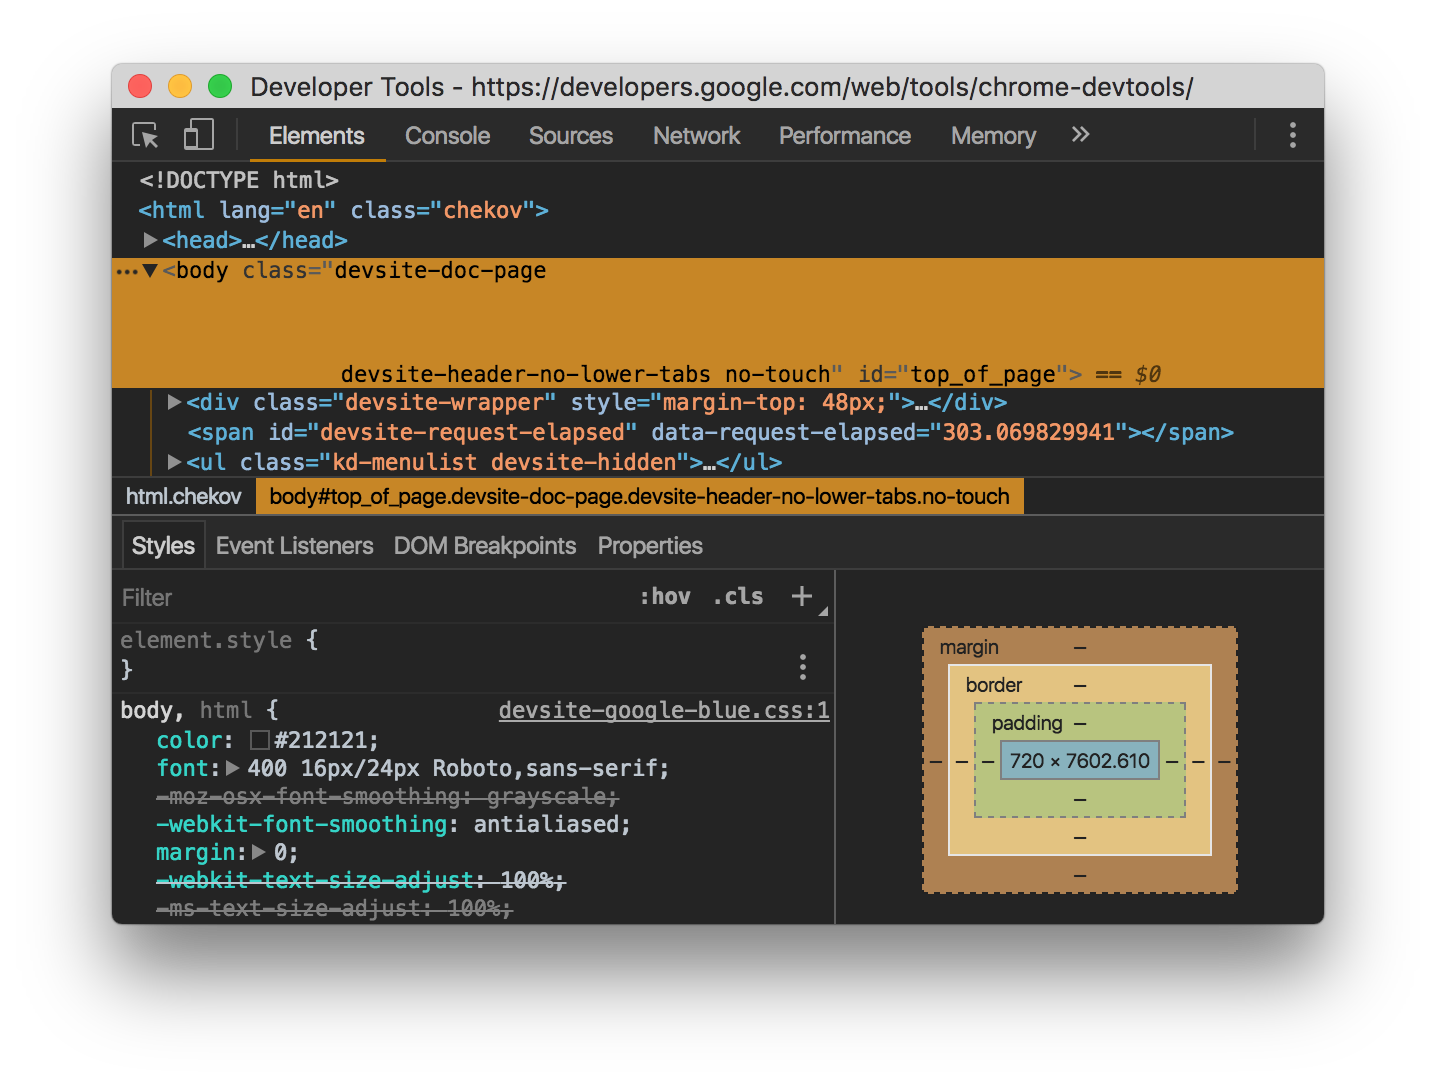 Developer Tools - https://developers.google.com/web/tools/chrome-devtools/
Elements Console Sources Network Performance Memory »
<!DOCTYPE html>
<html lang="en" class="chekov">
▶<head>…</head>
…▼<body class="devsite-doc-page
devsite-header-no-lower-tabs no-touch" id="top_of_page"> == $0
▶<div class="devsite-wrapper" style="margin-top: 48px;">…</div>
<span id="devsite-request-elapsed" data-request-elapsed="303.069829941"></span>
▶<ul class="kd-menulist devsite-hidden">…</ul>
html.chekov body#top_of_page.devsite-doc-page.devsite-header-no-lower-tabs.no-touch
Styles Event Listeners DOM Breakpoints Properties
Filter :hov .cls +
element.style {
}
body, html { devsite-google-blue.css:1
color: #212121;
font:▶400 16px/24px Roboto,sans-serif;
-moz-osx-font-smoothing: grayscale;
-webkit-font-smoothing: antialiased;
margin:▶0;
-webkit-text-size-adjust: 100%;
-ms-text-size-adjust: 100%;
margin –
border –
padding –
– – – 720 × 7602.610 – – –
–
–
–